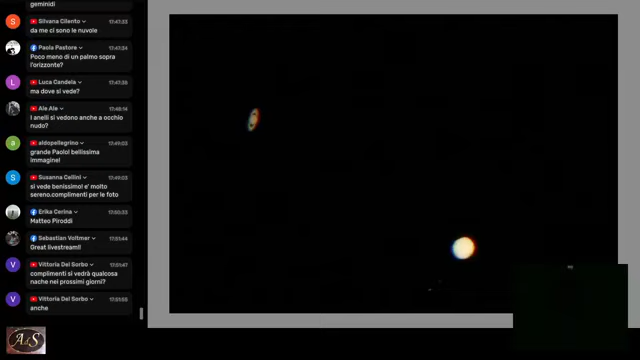 geminidi
Silvana Cilento 17:47:33
da me ci sono le nuvole
Paola Pastore 17:47:34
Poco meno di un palmo sopra
l'orizzonte?
Luca Candela 17:47:35
ma dove si vede?
Ale Ale 17:48:14
I anelli si vedono anche a occhio
nudo?
aldopellegrino 17:49:03
grande Paolo! bellissima
immagine!
Susanna Cellini 17:49:03
si vede benissimo! e' molto
sereno.complimenti per le foto
Erika Cerina 17:50:33
Matteo Piroddi
Sebastian Voltmer 17:51:44
Great livestream!!
Vittoria Del Sorbo 17:51:47
complimenti si vedrà qualcosa
nache nei prossimi giorni?
Vittoria Del Sorbo 17:51:55
anche
AdS